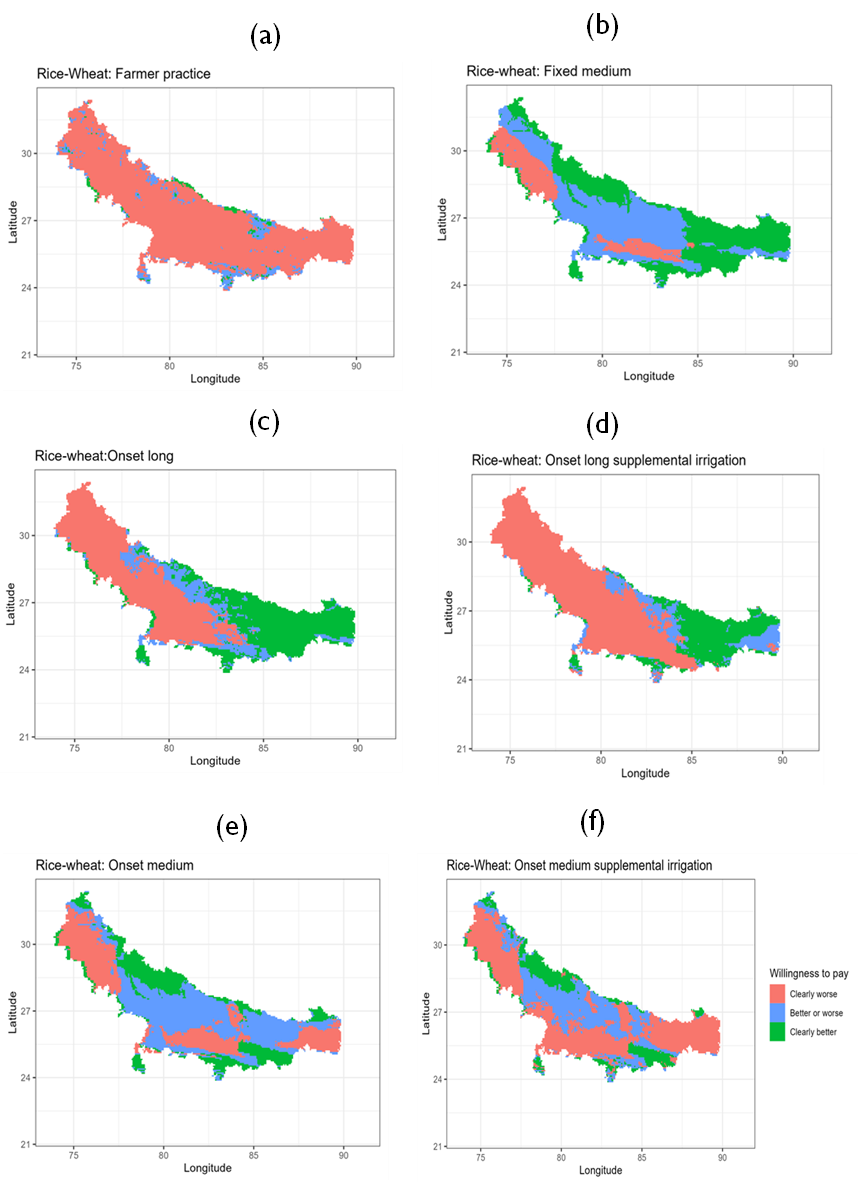 (a)
Rice-Wheat: Farmer practice
Latitude
30
27
24
21
75
80
85
90
Longitude
(b)
Rice-wheat: Fixed medium
Latitude
30
27
24
21
75
80
85
90
Longitude
(c)
Rice-wheat:Onset long
Latitude
30
27
24
21
75
80
85
90
Longitude
(d)
Rice-wheat: Onset long supplemental irrigation
Latitude
30
27
24
21
75
80
85
90
Longitude
(e)
Rice-wheat: Onset medium
Latitude
30
27
24
21
75
80
85
90
Longitude
(f)
Rice-Wheat: Onset medium supplemental irrigation
Latitude
30
27
24
21
75
80
85
90
Longitude
Willingness to pay
Clearly worse
Better or worse
Clearly better